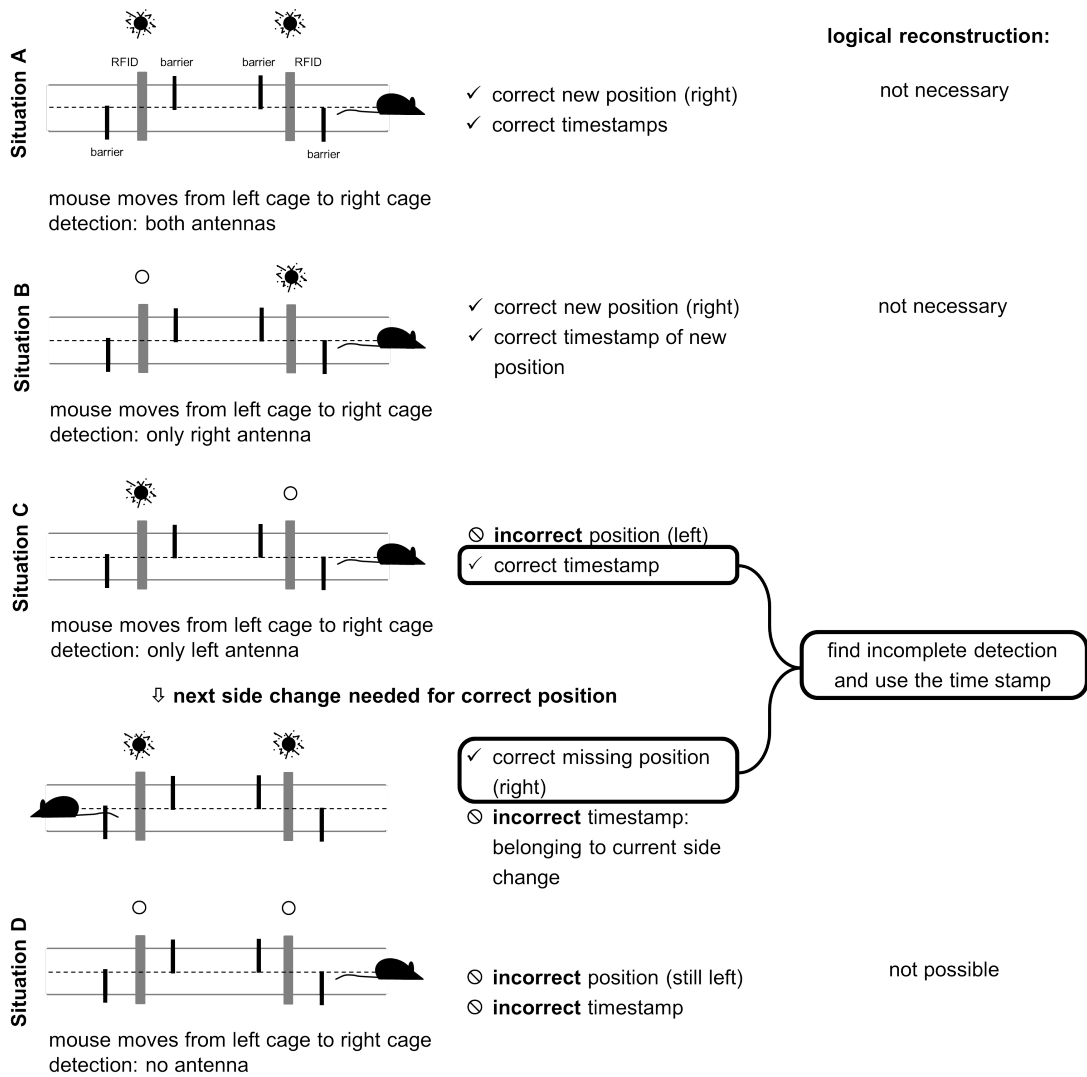 logical reconstruction:
Situation A
RFID
barrier
barrier
RFID
barrier
barrier
✓ correct new position (right)
✓ correct timestamps
not necessary
mouse moves from left cage to right cage
detection: both antennas
Situation B
✓ correct new position (right)
✓ correct timestamp of new
position
not necessary
mouse moves from left cage to right cage
detection: only right antenna
Situation C
incorrect position (left)
✓ correct timestamp
mouse moves from left cage to right cage
detection: only left antenna
find incomplete detection
and use the time stamp
⇩ next side change needed for correct position
✓ correct missing position
(right)
incorrect timestamp:
belonging to current side
change
Situation D
incorrect position (still left)
incorrect timestamp
not possible
mouse moves from left cage to right cage
detection: no antenna